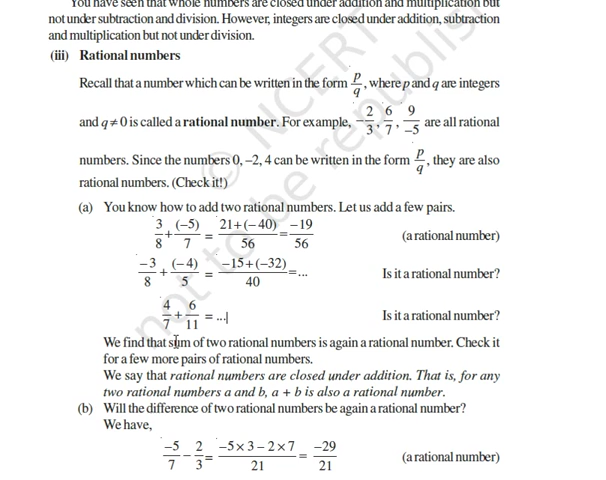 You have seen that whole numbers are closed under addition and multiplication but
not under subtraction and division. However, integers are closed under addition, subtraction
and multiplication but not under division.
(iii) Rational numbers
Recall that a number which can be written in the form p/q, where p and q are integers
and q ≠ 0 is called a rational number. For example, −2/3, 6/7, 9/−5 are all rational
numbers. Since the numbers 0, −2, 4 can be written in the form p/q, they are also
rational numbers. (Check it!)
(a) You know how to add two rational numbers. Let us add a few pairs.
3/8 + (−5)/7 = 21+(−40)/56 = −19/56 (a rational number)
−3/8 + (−4)/5 = −15+(−32)/40 = ... Is it a rational number?
4/7 + 6/11 = ... Is it a rational number?
We find that sum of two rational numbers is again a rational number. Check it
for a few more pairs of rational numbers.
We say that rational numbers are closed under addition. That is, for any
two rational numbers a and b, a + b is also a rational number.
(b) Will the difference of two rational numbers be again a rational number?
We have,
−5/7 − 2/3 = −5×3−2×7/21 = −29/21 (a rational number)
© NCERT
not to be republis